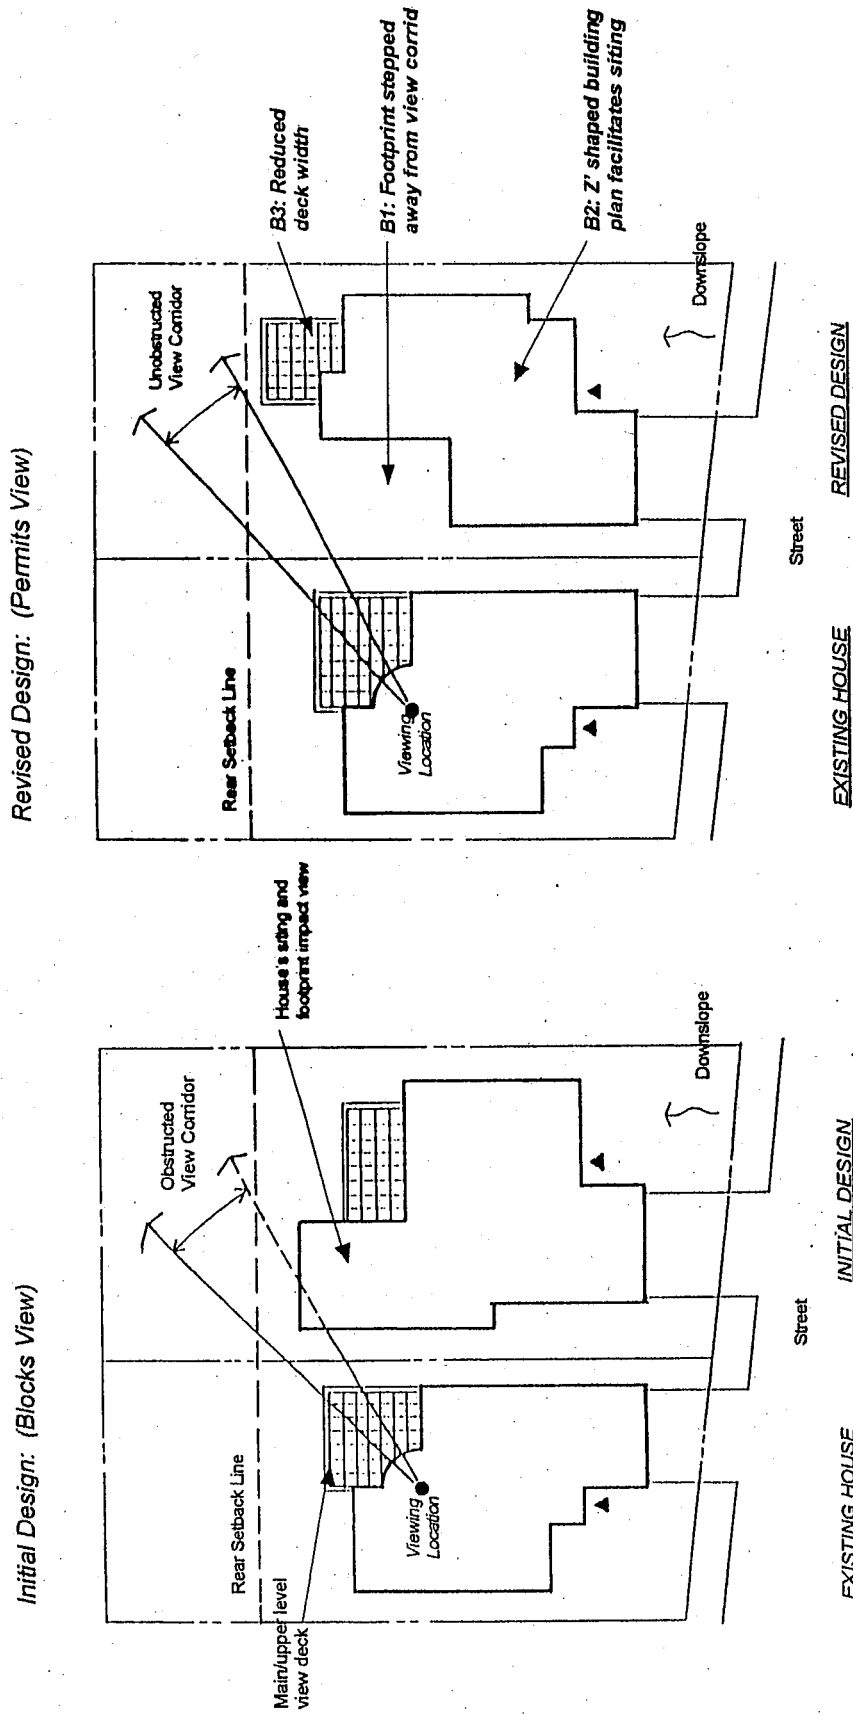 Initial Design: (Blocks View)
Obstructed
View Corridor
Rear Setback Line
Main/upper level
view deck
House's siting and
footprint impact view
Viewing
Location
Downslope
Street
EXISTING HOUSE
INITIAL DESIGN
Revised Design: (Permits View)
Unobstructed
View Corridor
Rear Setback Line
B3: Reduced
deck width
B1: Footprint stepped
away from view corrid
B2: Z' shaped building
plan facilitates siting
Viewing
Location
Downslope
Street
EXISTING HOUSE
REVISED DESIGN